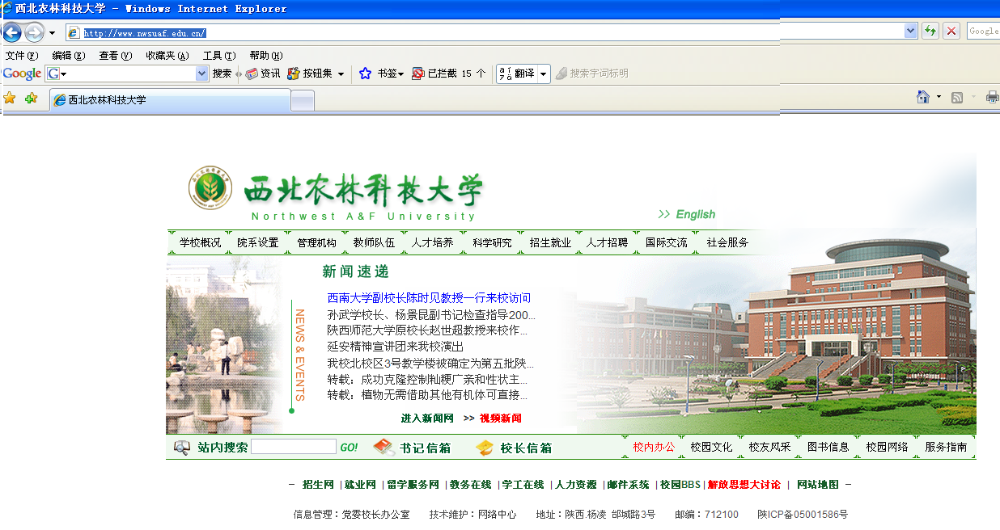 西北农林科技大学 - Windows Internet Explorer
http://www.nwsuaf.edu.cn/
Google
文件(F) 编辑(E) 查看(V) 收藏夹(A) 工具(T) 帮助(H)
Google G 搜索 资讯 按钮集 书签 已拦截 15 个 翻译 搜索字词标明
西北农林科技大学
西北农林科技大学
Northwest A&F University
>> English
学校概况 院系设置 管理机构 教师队伍 人才培养 科学研究 招生就业 人才招聘 国际交流 社会服务
新闻速递
NEWS & EVENTS
西南大学副校长陈时见教授一行来校访问
孙武学校长、杨景昆副书记检查指导200...
陕西师范大学原校长赵世超教授来校作...
延安精神宣讲团来我校演出
我校北校区3号教学楼被确定为第五批陕...
转载：成功克隆控制籼粳广亲和性状主...
转载：植物无需借助其他有机体可直接...
进入新闻网 >> 视频新闻
站内搜索 GO! 书记信箱 校长信箱 校内办公 校园文化 校友风采 图书信息 校园网络 服务指南
- 招生网 |就业网 |留学服务网 |教务在线 |学工在线 |人力资源 |邮件系统 |校园BBS|解放思想大讨论 | 网站地图 -
信息管理：党委校长办公室 技术维护：网络中心 地址：陕西.杨凌 邰城路3号 邮编：712100 陕ICP备05001586号